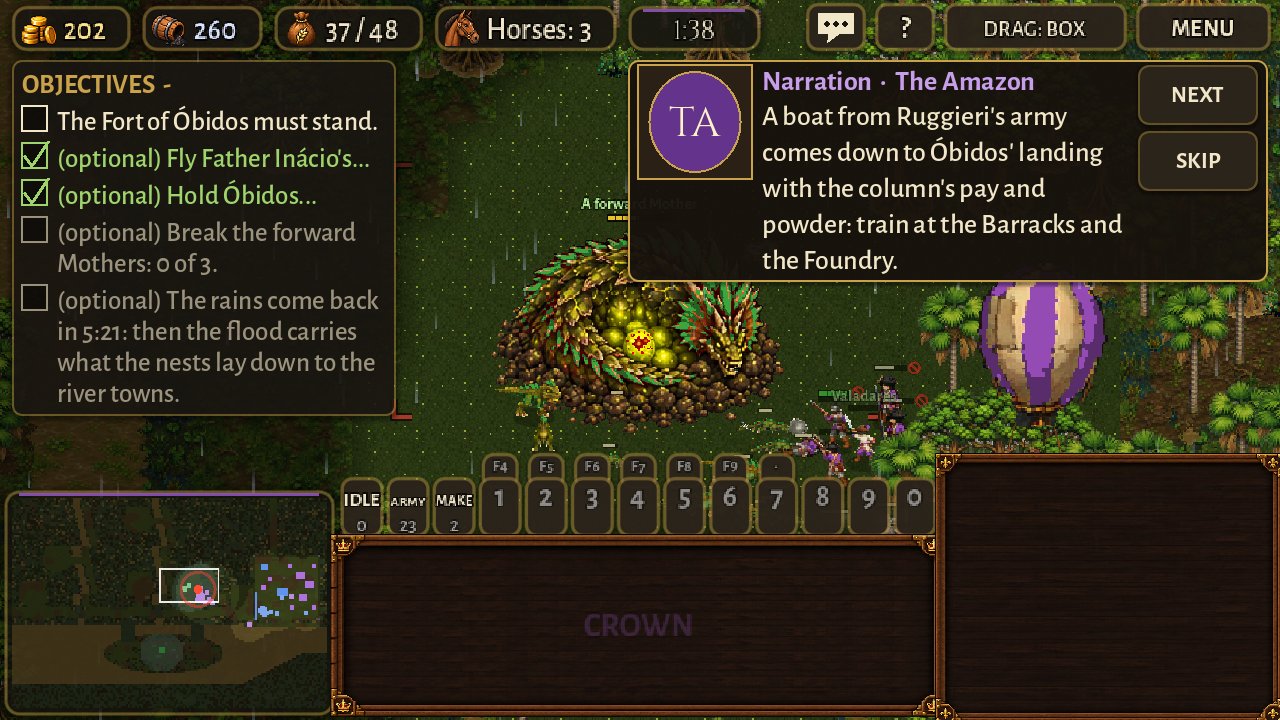 202
260
37/48
Horses: 3
1:38
?
DRAG: BOX
MENU
OBJECTIVES -
The Fort of Óbidos must stand.
(optional) Fly Father Inácio's...
(optional) Hold Óbidos...
(optional) Break the forward
Mothers: 0 of 3.
(optional) The rains come back
in 5:21: then the flood carries
what the nests lay down to the
river towns.
TA
Narration · The Amazon
A boat from Ruggieri's army
comes down to Óbidos' landing
with the column's pay and
powder: train at the Barracks and
the Foundry.
NEXT
SKIP
A forward Mother
F4 F5 F6 F7 F8 F9 ·
IDLE ARMY MAKE 1 2 3 4 5 6 7 8 9 0
0 23 2
CROWN